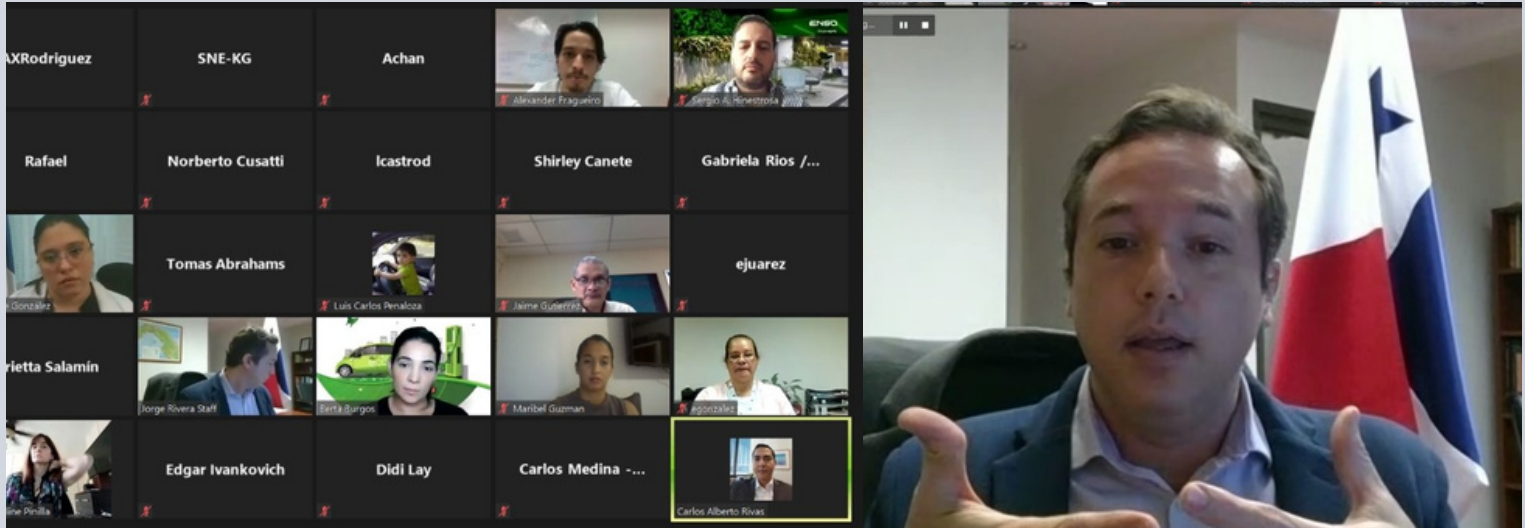 AXRodriguez
SNE-KG
Achan
Alexander Fragueiro
ENSA
Sergio A. Hinestrosa
Rafael
Norberto Cusatti
lcastrod
Shirley Canete
Gabriela Rios /...
González
Tomas Abrahams
Luis Carlos Penaloza
Jaime Gutierrez
ejuarez
rietta Salamín
Jorge Rivera Staff
Berta Burgos
Maribel Guzman
egonzalez
line Pinilla
Edgar Ivankovich
Didi Lay
Carlos Medina -...
Carlos Alberto Rivas